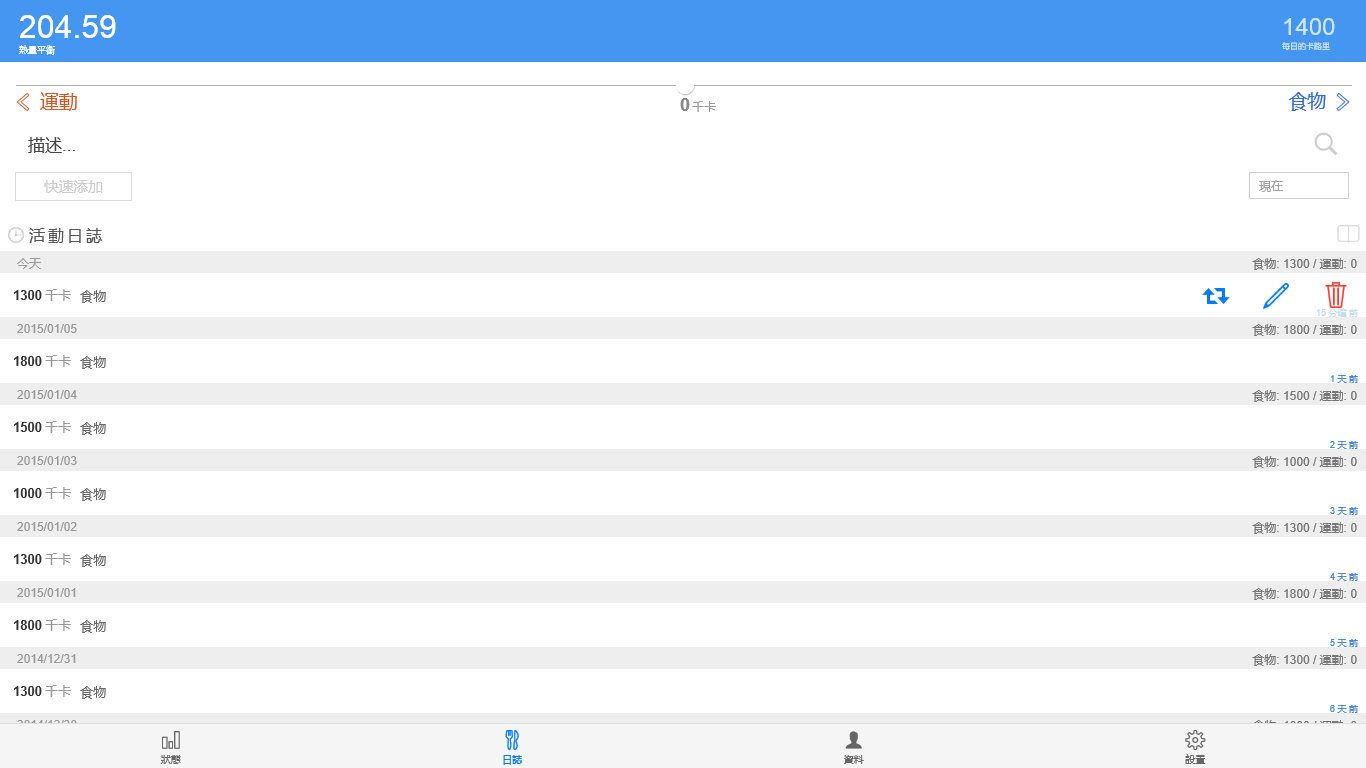 204.59
熱量平衡
1400
每日的卡路里
運動
0 千卡
食物
描述...
快速添加
現在
活動日誌
今天
食物: 1300 / 運動: 0
1300 千卡 食物
15 分鐘 前
2015/01/05
食物: 1800 / 運動: 0
1800 千卡 食物
1 天 前
2015/01/04
食物: 1500 / 運動: 0
1500 千卡 食物
2 天 前
2015/01/03
食物: 1000 / 運動: 0
1000 千卡 食物
3 天 前
2015/01/02
食物: 1300 / 運動: 0
1300 千卡 食物
4 天 前
2015/01/01
食物: 1800 / 運動: 0
1800 千卡 食物
5 天 前
2014/12/31
食物: 1300 / 運動: 0
1300 千卡 食物
6 天 前
狀態
日誌
資料
設置